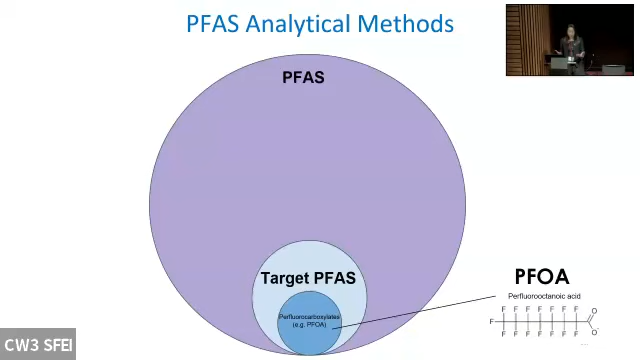 PFAS Analytical Methods
PFAS
Target PFAS
Perfluorocarboxylates
(e.g. PFOA)
PFOA
Perfluorooctanoic acid
F F F F F F F
O
F
F F F F F F F
O
CW3 SFEI